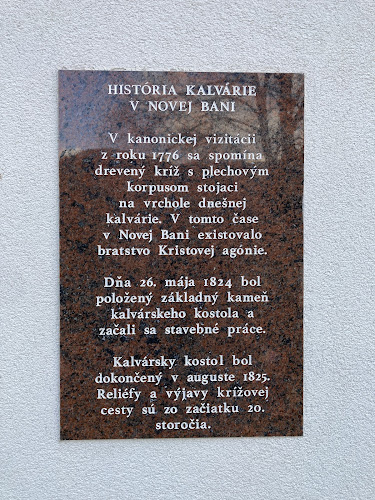 HISTÓRIA KALVÁRIE
V NOVEJ BANI
V kanonickej vizitácii
z roku 1776 sa spomína
drevený kríž s plechovým
korpusom stojaci
na vrchole dnešnej
kalvárie. V tomto čase
v Novej Bani existovalo
bratstvo Kristovej agónie.
Dňa 26. mája 1824 bol
položený základný kameň
kalvárskeho kostola a
začali sa stavebné práce.
Kalvársky kostol bol
dokončený v auguste 1825.
Reliéfy a výjavy krížovej
cesty sú zo začiatku 20.
storočia.